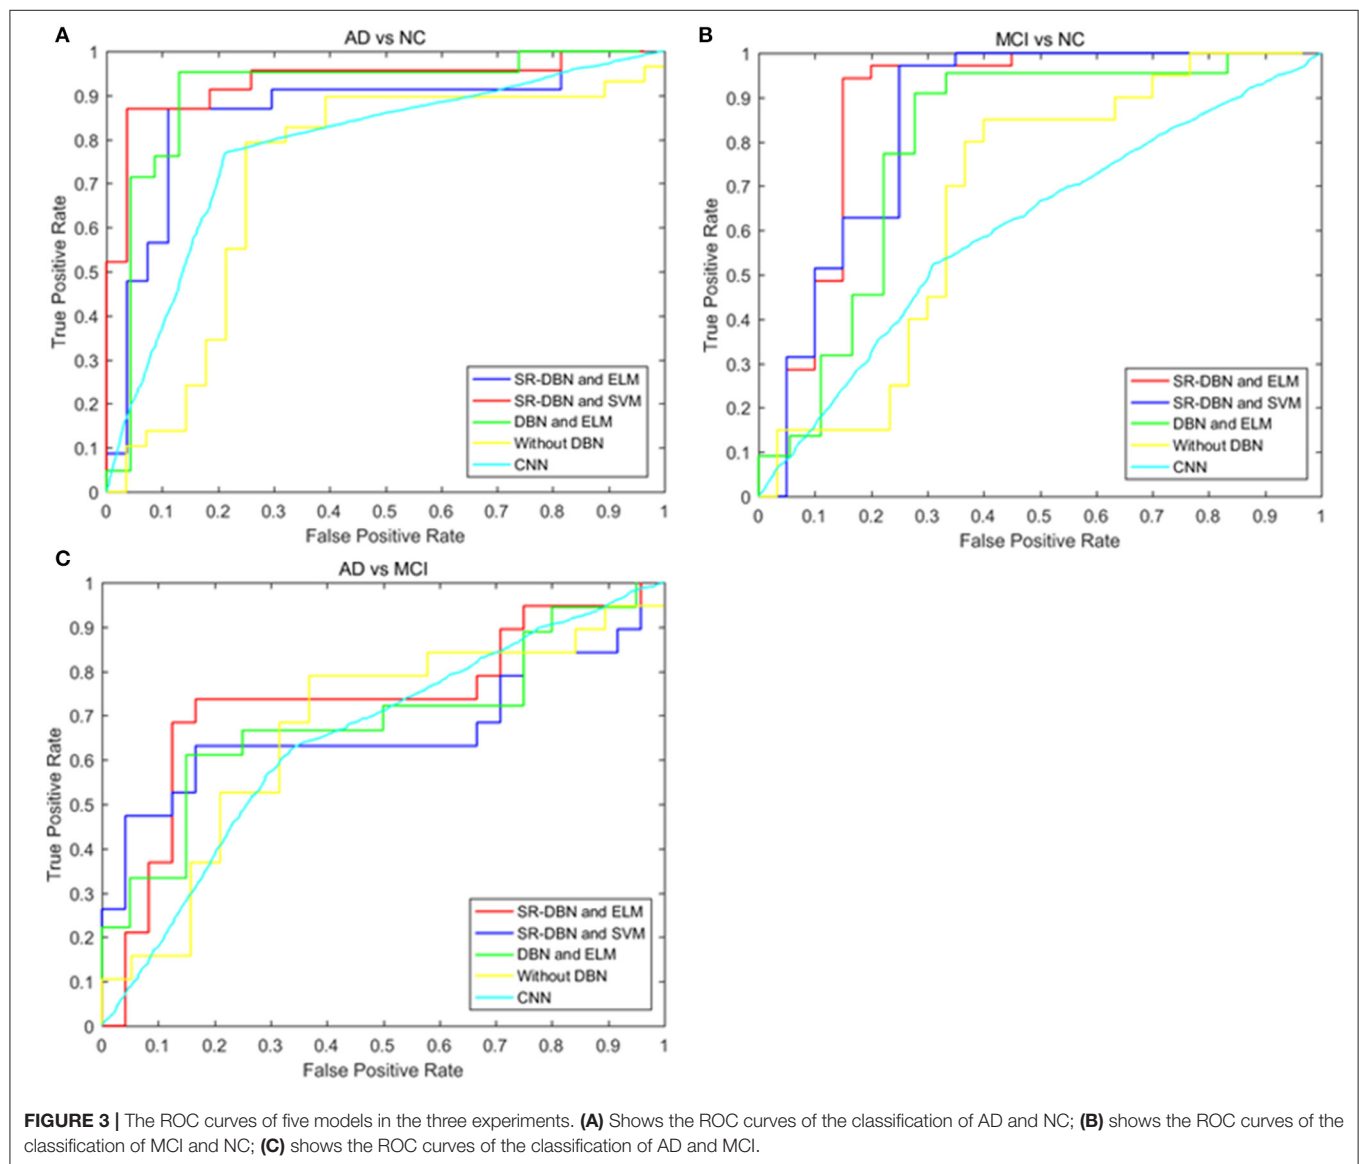 A
AD vs NC
True Positive Rate
1
0.9
0.8
0.7
0.6
0.5
0.4
0.3
0.2
0.1
0
SR-DBN and ELM
SR-DBN and SVM
DBN and ELM
Without DBN
CNN
0 0.1 0.2 0.3 0.4 0.5 0.6 0.7 0.8 0.9 1
False Positive Rate
B
MCI vs NC
True Positive Rate
1
0.9
0.8
0.7
0.6
0.5
0.4
0.3
0.2
0.1
0
SR-DBN and ELM
SR-DBN and SVM
DBN and ELM
Without DBN
CNN
0 0.1 0.2 0.3 0.4 0.5 0.6 0.7 0.8 0.9 1
False Positive Rate
C
AD vs MCI
True Positive Rate
1
0.9
0.8
0.7
0.6
0.5
0.4
0.3
0.2
0.1
0
SR-DBN and ELM
SR-DBN and SVM
DBN and ELM
Without DBN
CNN
0 0.1 0.2 0.3 0.4 0.5 0.6 0.7 0.8 0.9 1
False Positive Rate
FIGURE 3 | The ROC curves of five models in the three experiments. (A) Shows the ROC curves of the classification of AD and NC; (B) shows the ROC curves of the
classification of MCI and NC; (C) shows the ROC curves of the classification of AD and MCI.